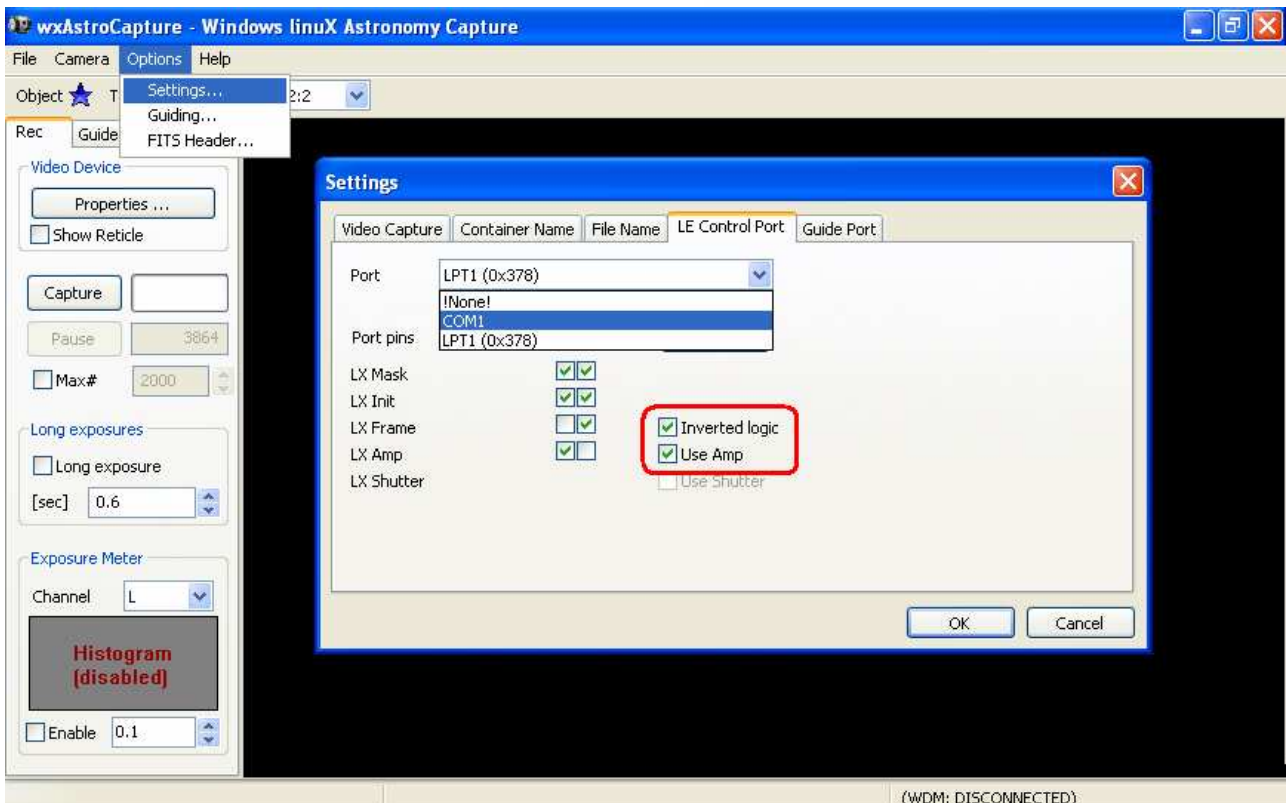 wxAstroCapture - Windows linuX Astronomy Capture
File Camera Options Help
Object T 2:2
Settings...
Guiding...
FITS Header...
Rec Guide
Video Device
Properties ...
Show Reticle
Capture
Pause 3864
Max# 2000
Long exposures
Long exposure
[sec] 0.6
Exposure Meter
Channel L
Histogram
(disabled)
Enable 0.1
Settings
Video Capture Container Name File Name LE Control Port Guide Port
Port LPT1 (0x378)
!None!
COM1
LPT1 (0x378)
Port pins
LX Mask
LX Init
LX Frame Inverted logic
LX Amp Use Amp
LX Shutter Use Shutter
OK Cancel
(WDM: DISCONNECTED)